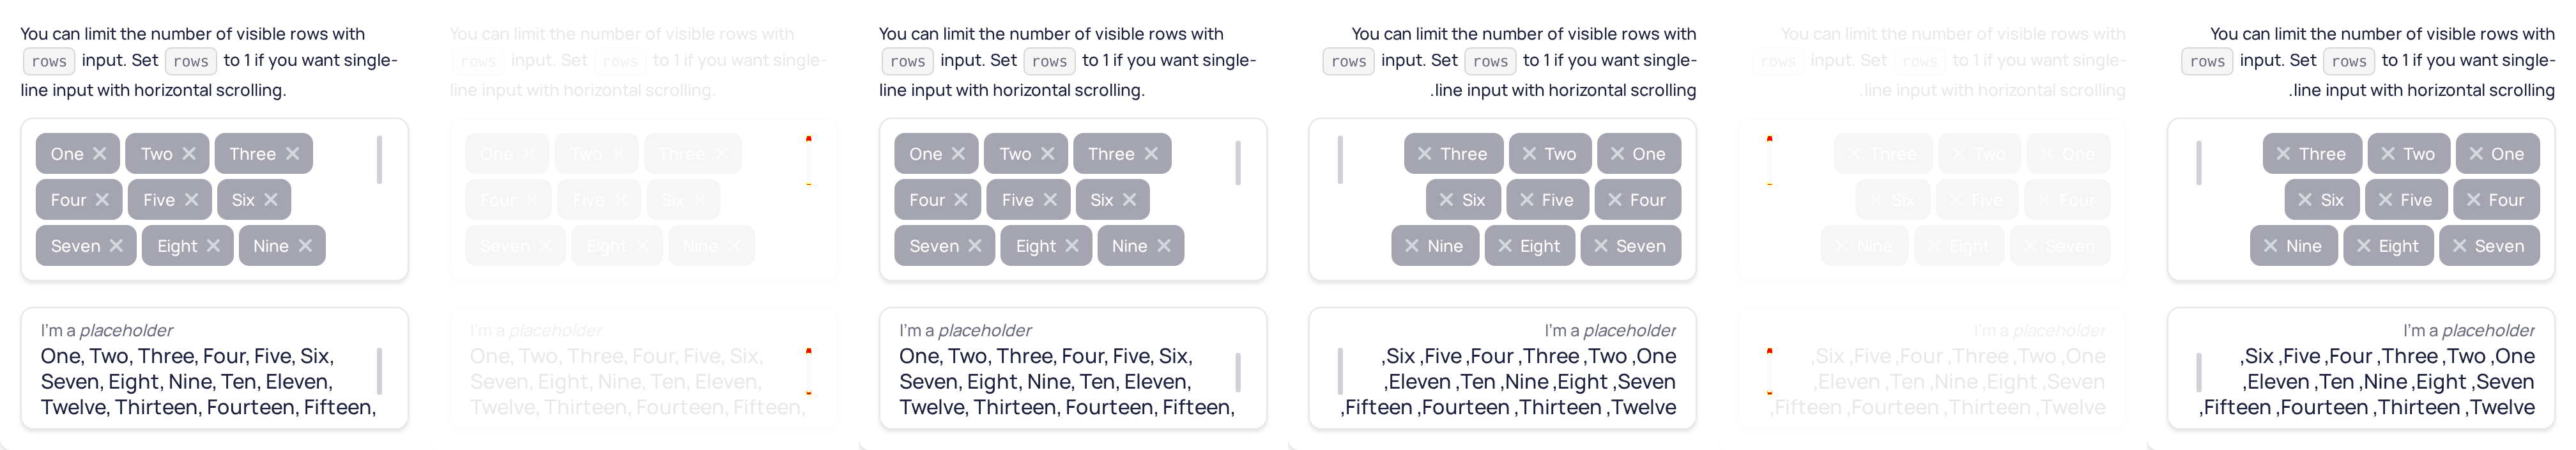 You can limit the number of visible rows with
rows input. Set rows to 1 if you want single-
line input with horizontal scrolling.
One Two Three
Four Five Six
Seven Eight Nine
I'm a placeholder
One, Two, Three, Four, Five, Six,
Seven, Eight, Nine, Ten, Eleven,
Twelve, Thirteen, Fourteen, Fifteen,
You can limit the number of visible rows with
rows input. Set rows to 1 if you want single-
line input with horizontal scrolling.
One Two Three
Four Five Six
Seven Eight Nine
I'm a placeholder
One, Two, Three, Four, Five, Six,
Seven, Eight, Nine, Ten, Eleven,
Twelve, Thirteen, Fourteen, Fifteen,
You can limit the number of visible rows with
rows input. Set rows to 1 if you want single-
line input with horizontal scrolling.
One Two Three
Four Five Six
Seven Eight Nine
I'm a placeholder
One, Two, Three, Four, Five, Six,
Seven, Eight, Nine, Ten, Eleven,
Twelve, Thirteen, Fourteen, Fifteen,
You can limit the number of visible rows with
rows input. Set rows to 1 if you want single-
.line input with horizontal scrolling
Three Two One
Six Five Four
Nine Eight Seven
I'm a placeholder
,Six ,Five ,Four ,Three ,Two ,One
,Eleven ,Ten ,Nine ,Eight ,Seven
,Fifteen ,Fourteen ,Thirteen ,Twelve
You can limit the number of visible rows with
rows input. Set rows to 1 if you want single-
.line input with horizontal scrolling
Three Two One
Six Five Four
Nine Eight Seven
I'm a placeholder
,Six ,Five ,Four ,Three ,Two ,One
,Eleven ,Ten ,Nine ,Eight ,Seven
,Fifteen ,Fourteen ,Thirteen ,Twelve
You can limit the number of visible rows with
rows input. Set rows to 1 if you want single-
.line input with horizontal scrolling
Three Two One
Six Five Four
Nine Eight Seven
I'm a placeholder
,Six ,Five ,Four ,Three ,Two ,One
,Eleven ,Ten ,Nine ,Eight ,Seven
,Fifteen ,Fourteen ,Thirteen ,Twelve